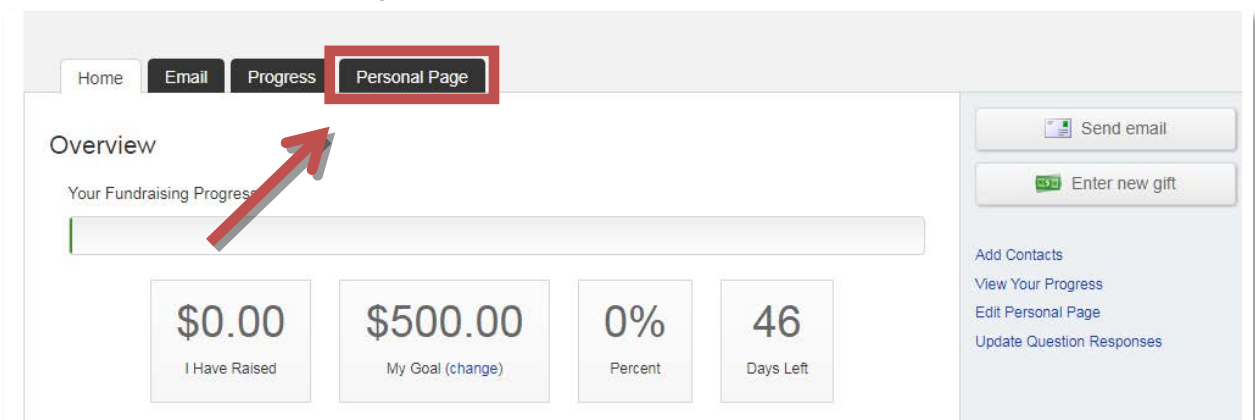 Home Email Progress Personal Page
Overview
Your Fundraising Progress
$0.00
I Have Raised
$500.00
My Goal (change)
0%
Percent
46
Days Left
Send email
Enter new gift
Add Contacts
View Your Progress
Edit Personal Page
Update Question Responses